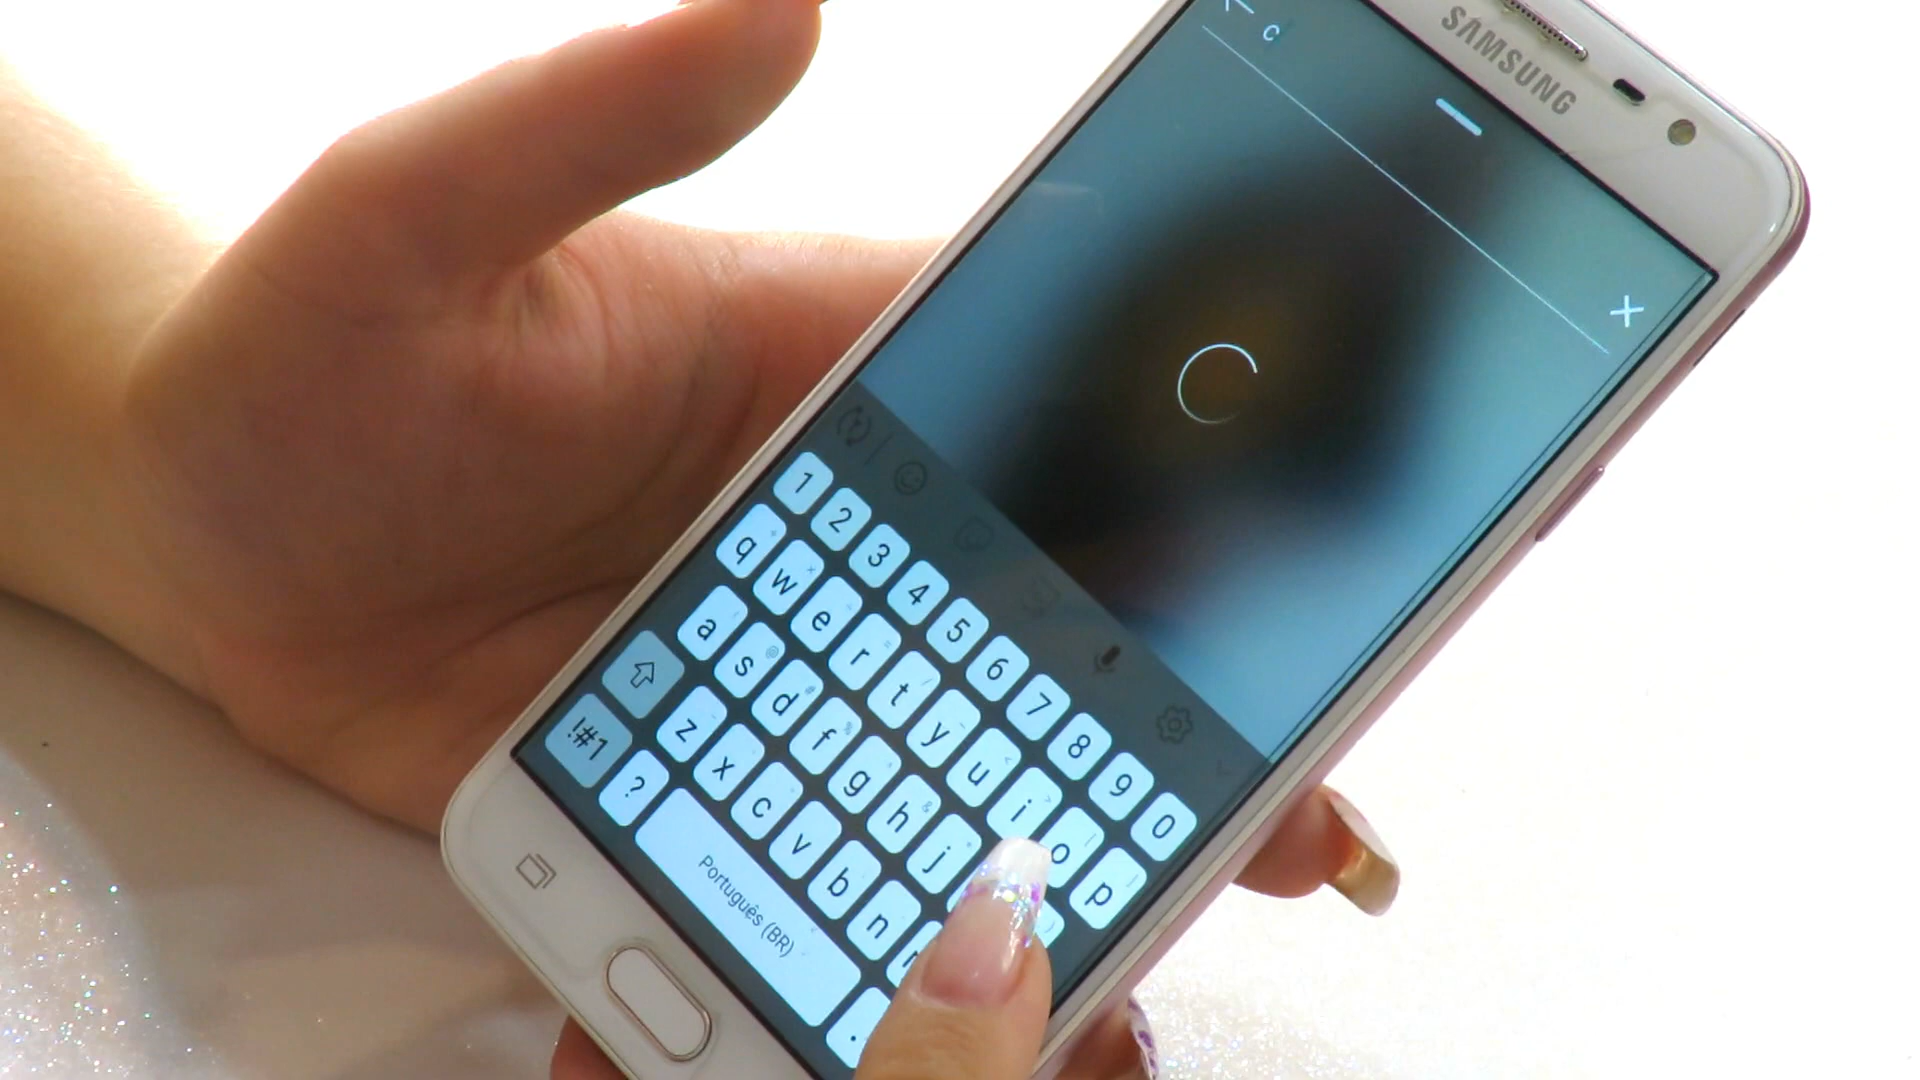 SAMSUNG
c
1 2 3 4 5 6 7 8 9 0
q w e r t y u i o p
a s d f g h j
z x c v b n
!#1 ? Português (BR) .